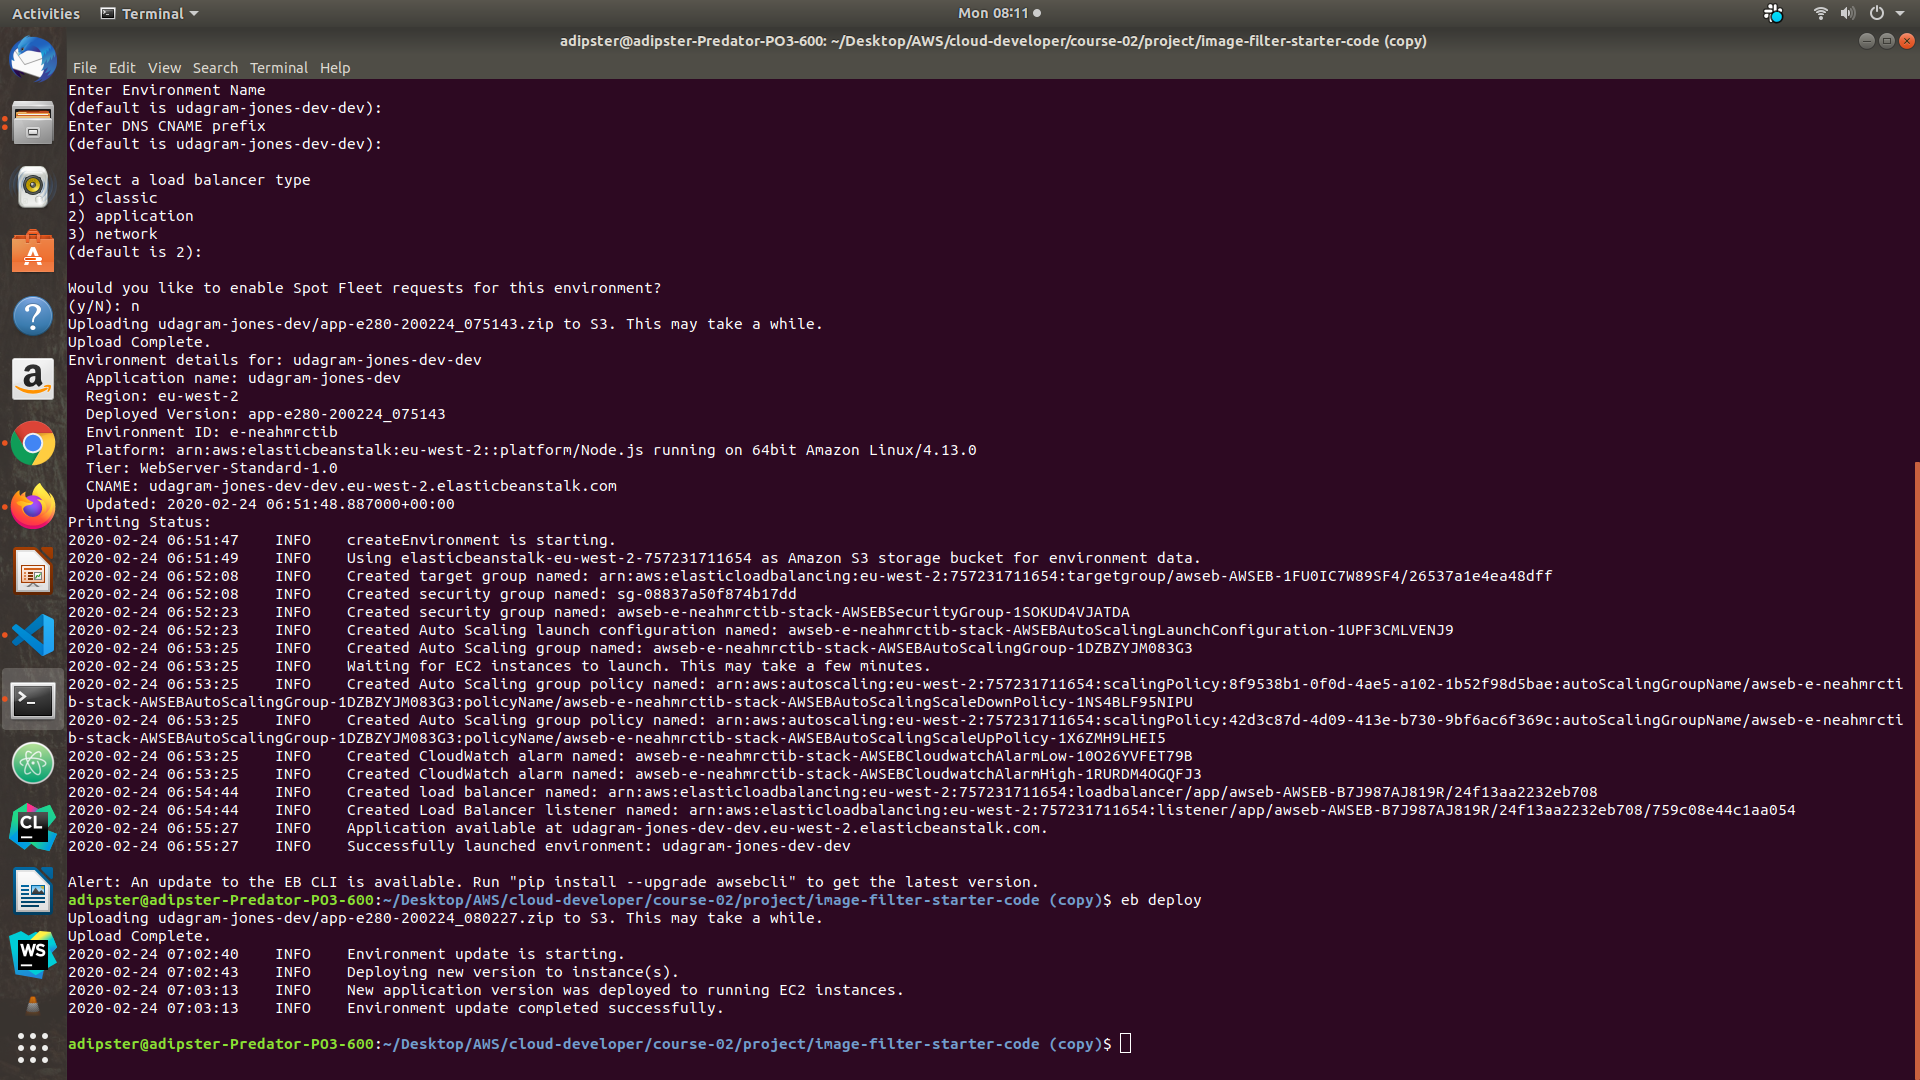 Activities Terminal Mon 08:11
adipster@adipster-Predator-PO3-600: ~/Desktop/AWS/cloud-developer/course-02/project/image-filter-starter-code (copy)
File Edit View Search Terminal Help
Enter Environment Name
(default is udagram-jones-dev-dev):
Enter DNS CNAME prefix
(default is udagram-jones-dev-dev):
Select a load balancer type
1) classic
2) application
3) network
(default is 2):
Would you like to enable Spot Fleet requests for this environment?
(y/N): n
Uploading udagram-jones-dev/app-e280-200224_075143.zip to S3. This may take a while.
Upload Complete.
Environment details for: udagram-jones-dev-dev
  Application name: udagram-jones-dev
  Region: eu-west-2
  Deployed Version: app-e280-200224_075143
  Environment ID: e-neahmrctib
  Platform: arn:aws:elasticbeanstalk:eu-west-2::platform/Node.js running on 64bit Amazon Linux/4.13.0
  Tier: WebServer-Standard-1.0
  CNAME: udagram-jones-dev-dev.eu-west-2.elasticbeanstalk.com
  Updated: 2020-02-24 06:51:48.887000+00:00
Printing Status:
2020-02-24 06:51:47    INFO    createEnvironment is starting.
2020-02-24 06:51:49    INFO    Using elasticbeanstalk-eu-west-2-757231711654 as Amazon S3 storage bucket for environment data.
2020-02-24 06:52:08    INFO    Created target group named: arn:aws:elasticloadbalancing:eu-west-2:757231711654:targetgroup/awseb-AWSEB-1FU0IC7W89SF4/26537a1e4ea48dff
2020-02-24 06:52:08    INFO    Created security group named: sg-08837a50f874b17dd
2020-02-24 06:52:23    INFO    Created security group named: awseb-e-neahmrctib-stack-AWSEBSecurityGroup-1SOKUD4VJATDA
2020-02-24 06:52:23    INFO    Created Auto Scaling launch configuration named: awseb-e-neahmrctib-stack-AWSEBAutoScalingLaunchConfiguration-1UPF3CMLVENJ9
2020-02-24 06:53:25    INFO    Created Auto Scaling group named: awseb-e-neahmrctib-stack-AWSEBAutoScalingGroup-1DZBZYJM083G3
2020-02-24 06:53:25    INFO    Waiting for EC2 instances to launch. This may take a few minutes.
2020-02-24 06:53:25    INFO    Created Auto Scaling group policy named: arn:aws:autoscaling:eu-west-2:757231711654:scalingPolicy:8f9538b1-0f0d-4ae5-a102-1b52f98d5bae:autoScalingGroupName/awseb-e-neahmrcti
b-stack-AWSEBAutoScalingGroup-1DZBZYJM083G3:policyName/awseb-e-neahmrctib-stack-AWSEBAutoScalingScaleDownPolicy-1NS4BLF95NIPU
2020-02-24 06:53:25    INFO    Created Auto Scaling group policy named: arn:aws:autoscaling:eu-west-2:757231711654:scalingPolicy:42d3c87d-4d09-413e-b730-9bf6ac6f369c:autoScalingGroupName/awseb-e-neahmrcti
b-stack-AWSEBAutoScalingGroup-1DZBZYJM083G3:policyName/awseb-e-neahmrctib-stack-AWSEBAutoScalingScaleUpPolicy-1X6ZMH9LHEI5
2020-02-24 06:53:25    INFO    Created CloudWatch alarm named: awseb-e-neahmrctib-stack-AWSEBCloudwatchAlarmLow-10O26YVFET79B
2020-02-24 06:53:25    INFO    Created CloudWatch alarm named: awseb-e-neahmrctib-stack-AWSEBCloudwatchAlarmHigh-1RURDM4OGQFJ3
2020-02-24 06:54:44    INFO    Created load balancer named: arn:aws:elasticloadbalancing:eu-west-2:757231711654:loadbalancer/app/awseb-AWSEB-B7J987AJ819R/24f13aa2232eb708
2020-02-24 06:54:44    INFO    Created Load Balancer listener named: arn:aws:elasticloadbalancing:eu-west-2:757231711654:listener/app/awseb-AWSEB-B7J987AJ819R/24f13aa2232eb708/759c08e44c1aa054
2020-02-24 06:55:27    INFO    Application available at udagram-jones-dev-dev.eu-west-2.elasticbeanstalk.com.
2020-02-24 06:55:27    INFO    Successfully launched environment: udagram-jones-dev-dev
Alert: An update to the EB CLI is available. Run "pip install --upgrade awsebcli" to get the latest version.
adipster@adipster-Predator-PO3-600:~/Desktop/AWS/cloud-developer/course-02/project/image-filter-starter-code (copy)$ eb deploy
Uploading udagram-jones-dev/app-e280-200224_080227.zip to S3. This may take a while.
Upload Complete.
2020-02-24 07:02:40    INFO    Environment update is starting.
2020-02-24 07:02:43    INFO    Deploying new version to instance(s).
2020-02-24 07:03:13    INFO    New application version was deployed to running EC2 instances.
2020-02-24 07:03:13    INFO    Environment update completed successfully.
adipster@adipster-Predator-PO3-600:~/Desktop/AWS/cloud-developer/course-02/project/image-filter-starter-code (copy)$
A
?
a
>_
CL
WS